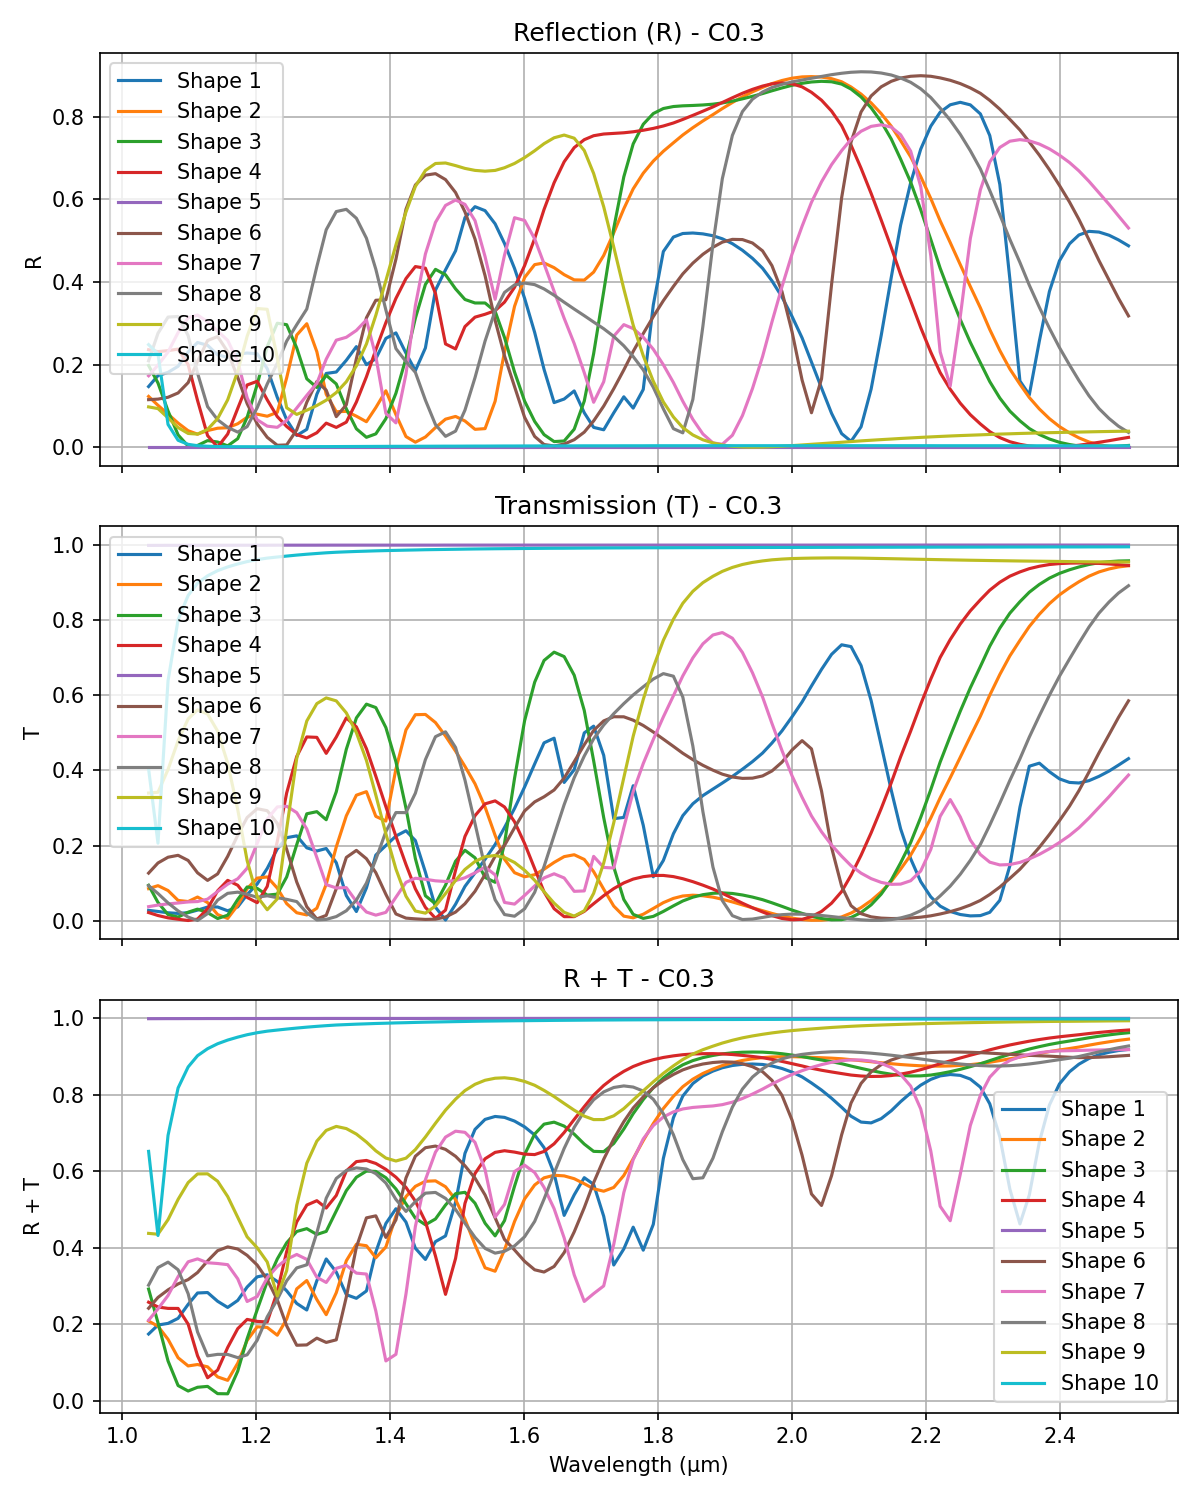 Reflection (R) - C0.3
R
0.8
0.6
0.4
0.2
0.0
Shape 1
Shape 2
Shape 3
Shape 4
Shape 5
Shape 6
Shape 7
Shape 8
Shape 9
Shape 10
Transmission (T) - C0.3
T
1.0
0.8
0.6
0.4
0.2
0.0
Shape 1
Shape 2
Shape 3
Shape 4
Shape 5
Shape 6
Shape 7
Shape 8
Shape 9
Shape 10
R + T - C0.3
R + T
1.0
0.8
0.6
0.4
0.2
0.0
Shape 1
Shape 2
Shape 3
Shape 4
Shape 5
Shape 6
Shape 7
Shape 8
Shape 9
Shape 10
1.0 1.2 1.4 1.6 1.8 2.0 2.2 2.4
Wavelength (μm)